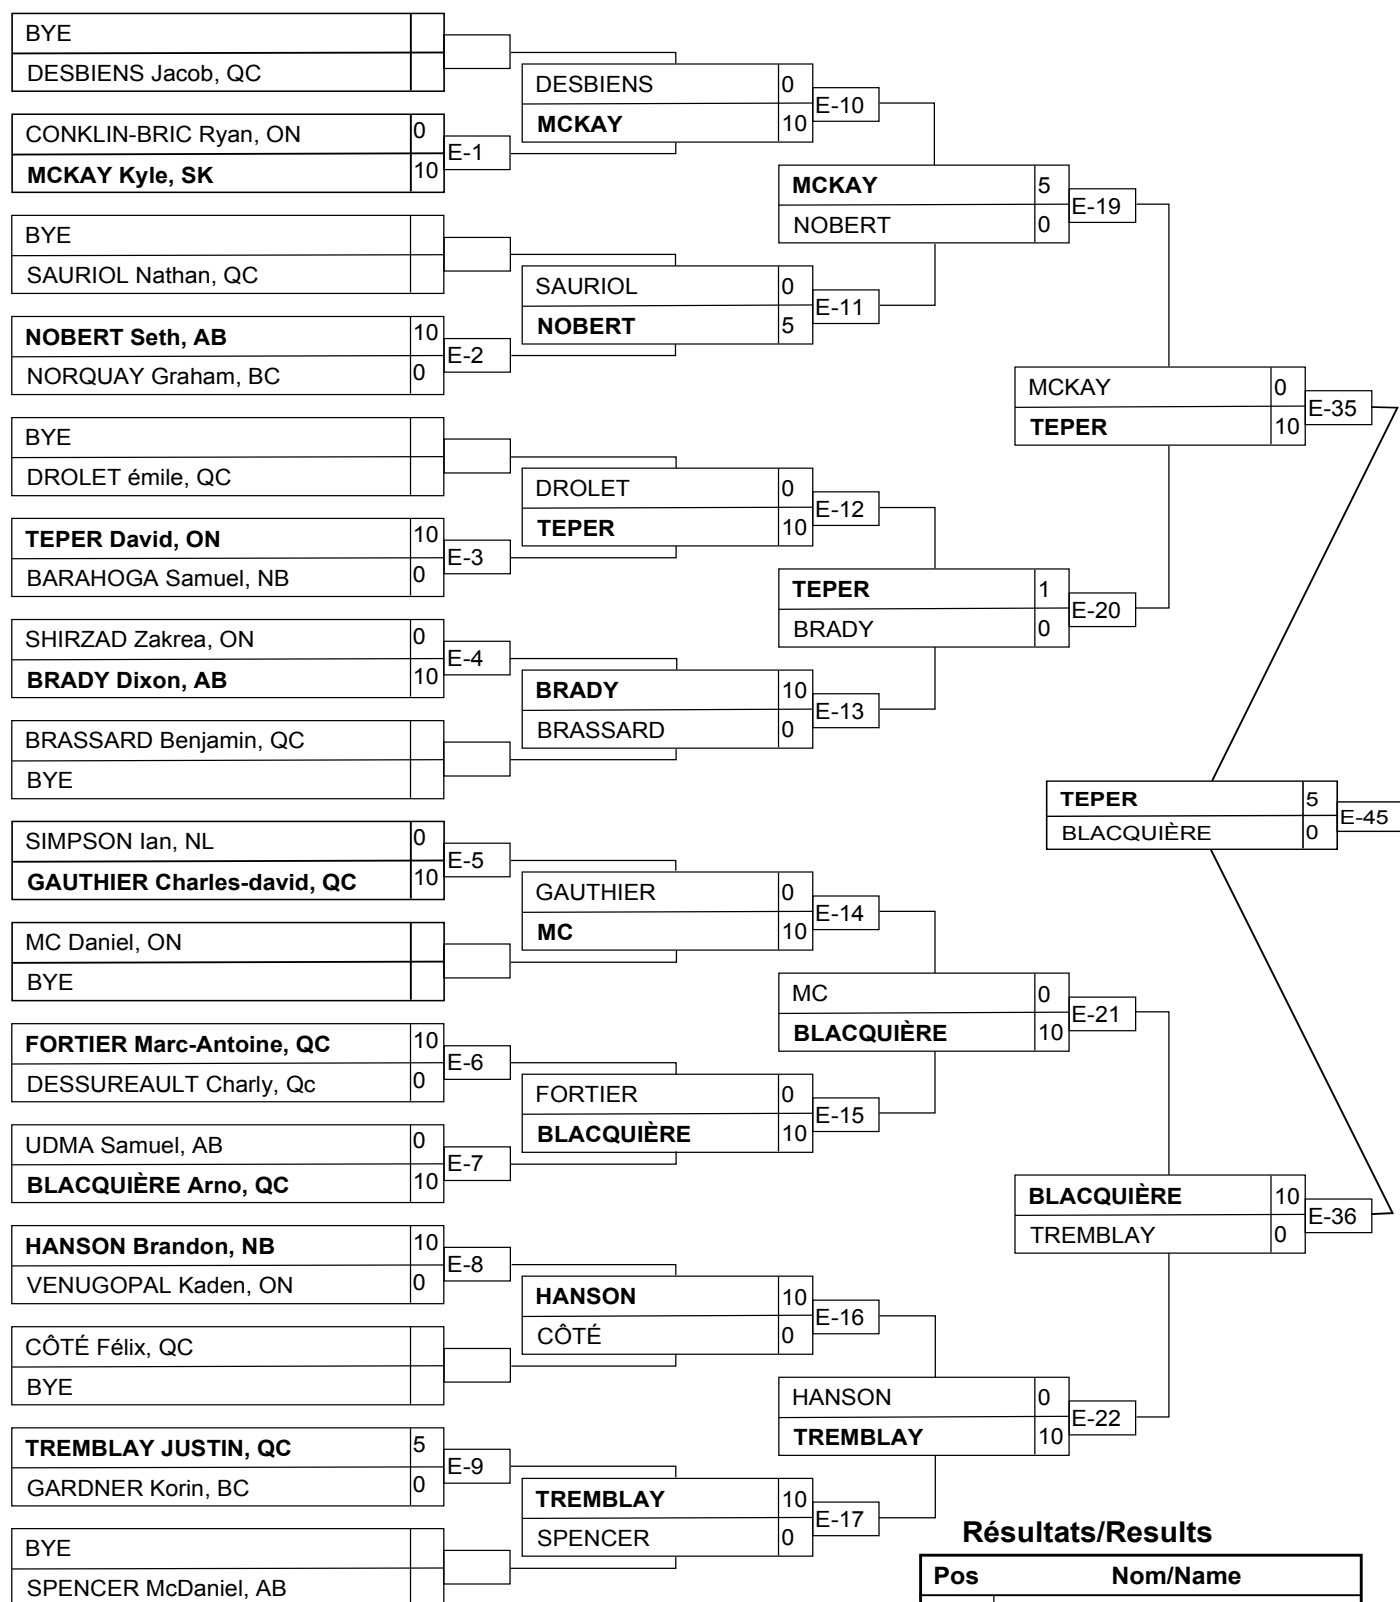 BYE
DESBIENS Jacob, QC
CONKLIN-BRIC Ryan, ON 0
MCKAY Kyle, SK 10
E-1
BYE
SAURIOL Nathan, QC
NOBERT Seth, AB 10
NORQUAY Graham, BC 0
E-2
BYE
DROLET émile, QC
TEPER David, ON 10
BARAHOGA Samuel, NB 0
E-3
SHIRZAD Zakrea, ON 0
BRADY Dixon, AB 10
E-4
BRASSARD Benjamin, QC
BYE
SIMPSON Ian, NL 0
GAUTHIER Charles-david, QC 10
E-5
MC Daniel, ON
BYE
FORTIER Marc-Antoine, QC 10
DESSUREAULT Charly, Qc 0
E-6
UDMA Samuel, AB 0
BLACQUIÈRE Arno, QC 10
E-7
HANSON Brandon, NB 10
VENUGOPAL Kaden, ON 0
E-8
CÔTÉ Félix, QC
BYE
TREMBLAY JUSTIN, QC 5
GARDNER Korin, BC 0
E-9
BYE
SPENCER McDaniel, AB
DESBIENS 0
MCKAY 10
E-10
SAURIOL 0
NOBERT 5
E-11
DROLET 0
TEPER 10
E-12
BRADY 10
BRASSARD 0
E-13
GAUTHIER 0
MC 10
E-14
FORTIER 0
BLACQUIÈRE 10
E-15
HANSON 10
CÔTÉ 0
E-16
TREMBLAY 10
SPENCER 0
E-17
MCKAY 5
NOBERT 0
E-19
TEPER 1
BRADY 0
E-20
MC 0
BLACQUIÈRE 10
E-21
HANSON 0
TREMBLAY 10
E-22
MCKAY 0
TEPER 10
E-35
BLACQUIÈRE 10
TREMBLAY 0
E-36
TEPER 5
BLACQUIÈRE 0
E-45
Résultats/Results
Pos Nom/Name